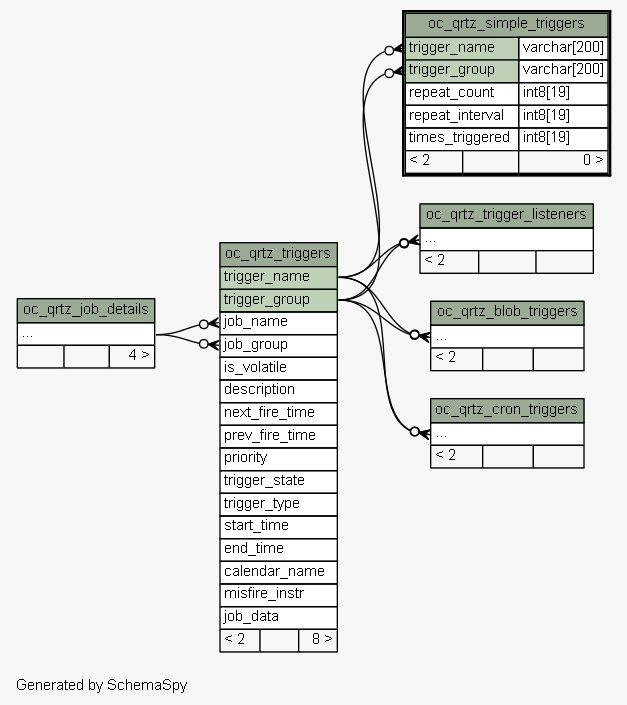 oc_qrtz_simple_triggers
trigger_name varchar[200]
trigger_group varchar[200]
repeat_count int8[19]
repeat_interval int8[19]
times_triggered int8[19]
< 2 0 >
oc_qrtz_trigger_listeners
...
< 2
oc_qrtz_triggers
trigger_name
trigger_group
job_name
job_group
is_volatile
description
next_fire_time
prev_fire_time
priority
trigger_state
trigger_type
start_time
end_time
calendar_name
misfire_instr
job_data
< 2 8 >
oc_qrtz_job_details
...
4 >
oc_qrtz_blob_triggers
...
< 2
oc_qrtz_cron_triggers
...
< 2
Generated by SchemaSpy